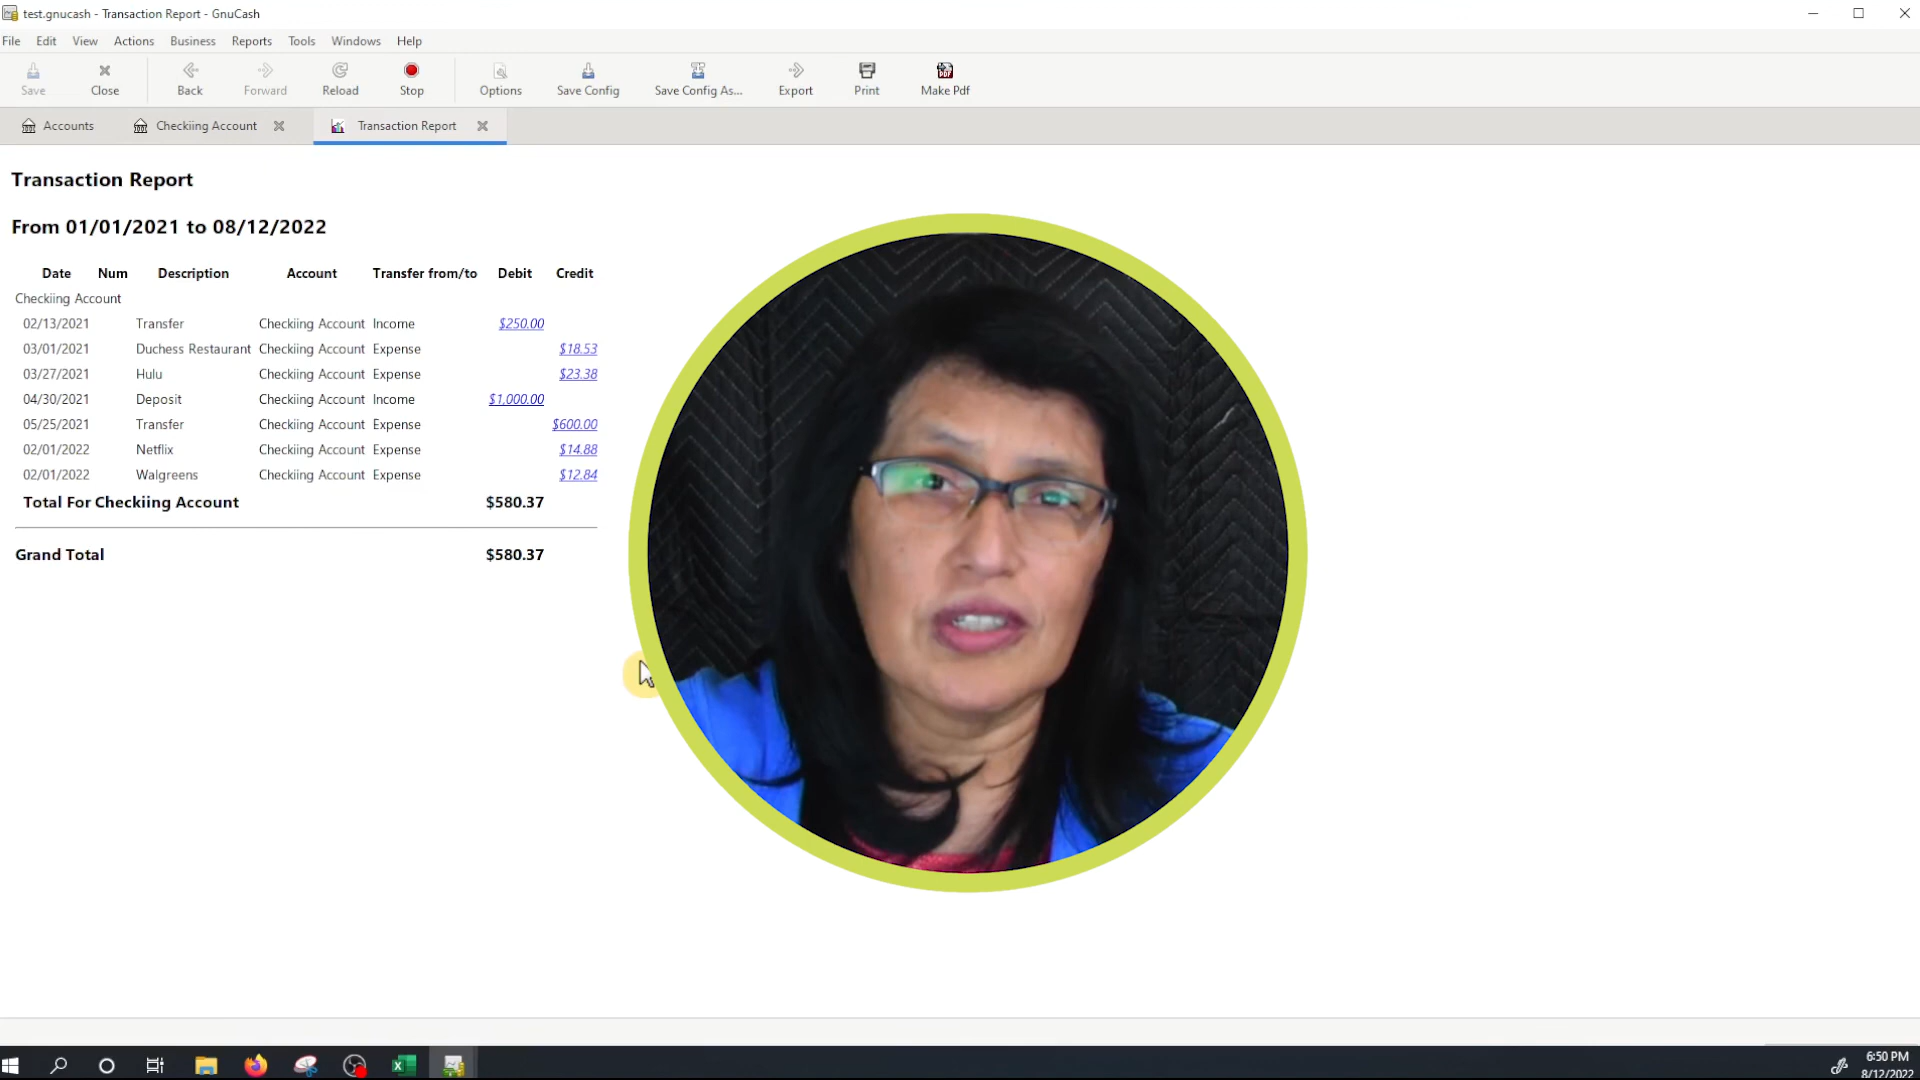 test.gnucash - Transaction Report - GnuCash
File Edit View Actions Business Reports Tools Windows Help
Save Close Back Forward Reload Stop Options Save Config Save Config As... Export Print Make Pdf
Accounts Checkiing Account Transaction Report
Transaction Report
From 01/01/2021 to 08/12/2022
Date Num Description Account Transfer from/to Debit Credit
Checkiing Account
02/13/2021 Transfer Checkiing Account Income $250.00
03/01/2021 Duchess Restaurant Checkiing Account Expense $18.53
03/27/2021 Hulu Checkiing Account Expense $23.38
04/30/2021 Deposit Checkiing Account Income $1,000.00
05/25/2021 Transfer Checkiing Account Expense $600.00
02/01/2022 Netflix Checkiing Account Expense $14.88
02/01/2022 Walgreens Checkiing Account Expense $12.84
Total For Checkiing Account $580.37
Grand Total $580.37
6:50 PM
8/12/2022